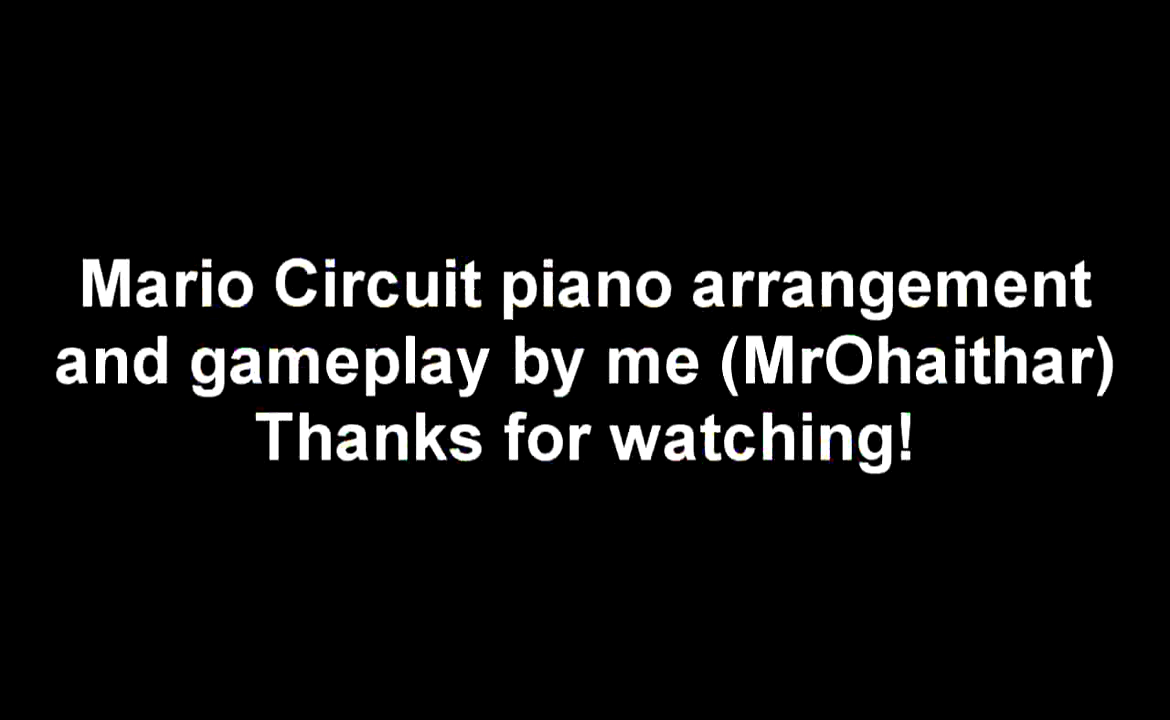 Mario Circuit piano arrangement
and gameplay by me (MrOhaithar)
Thanks for watching!